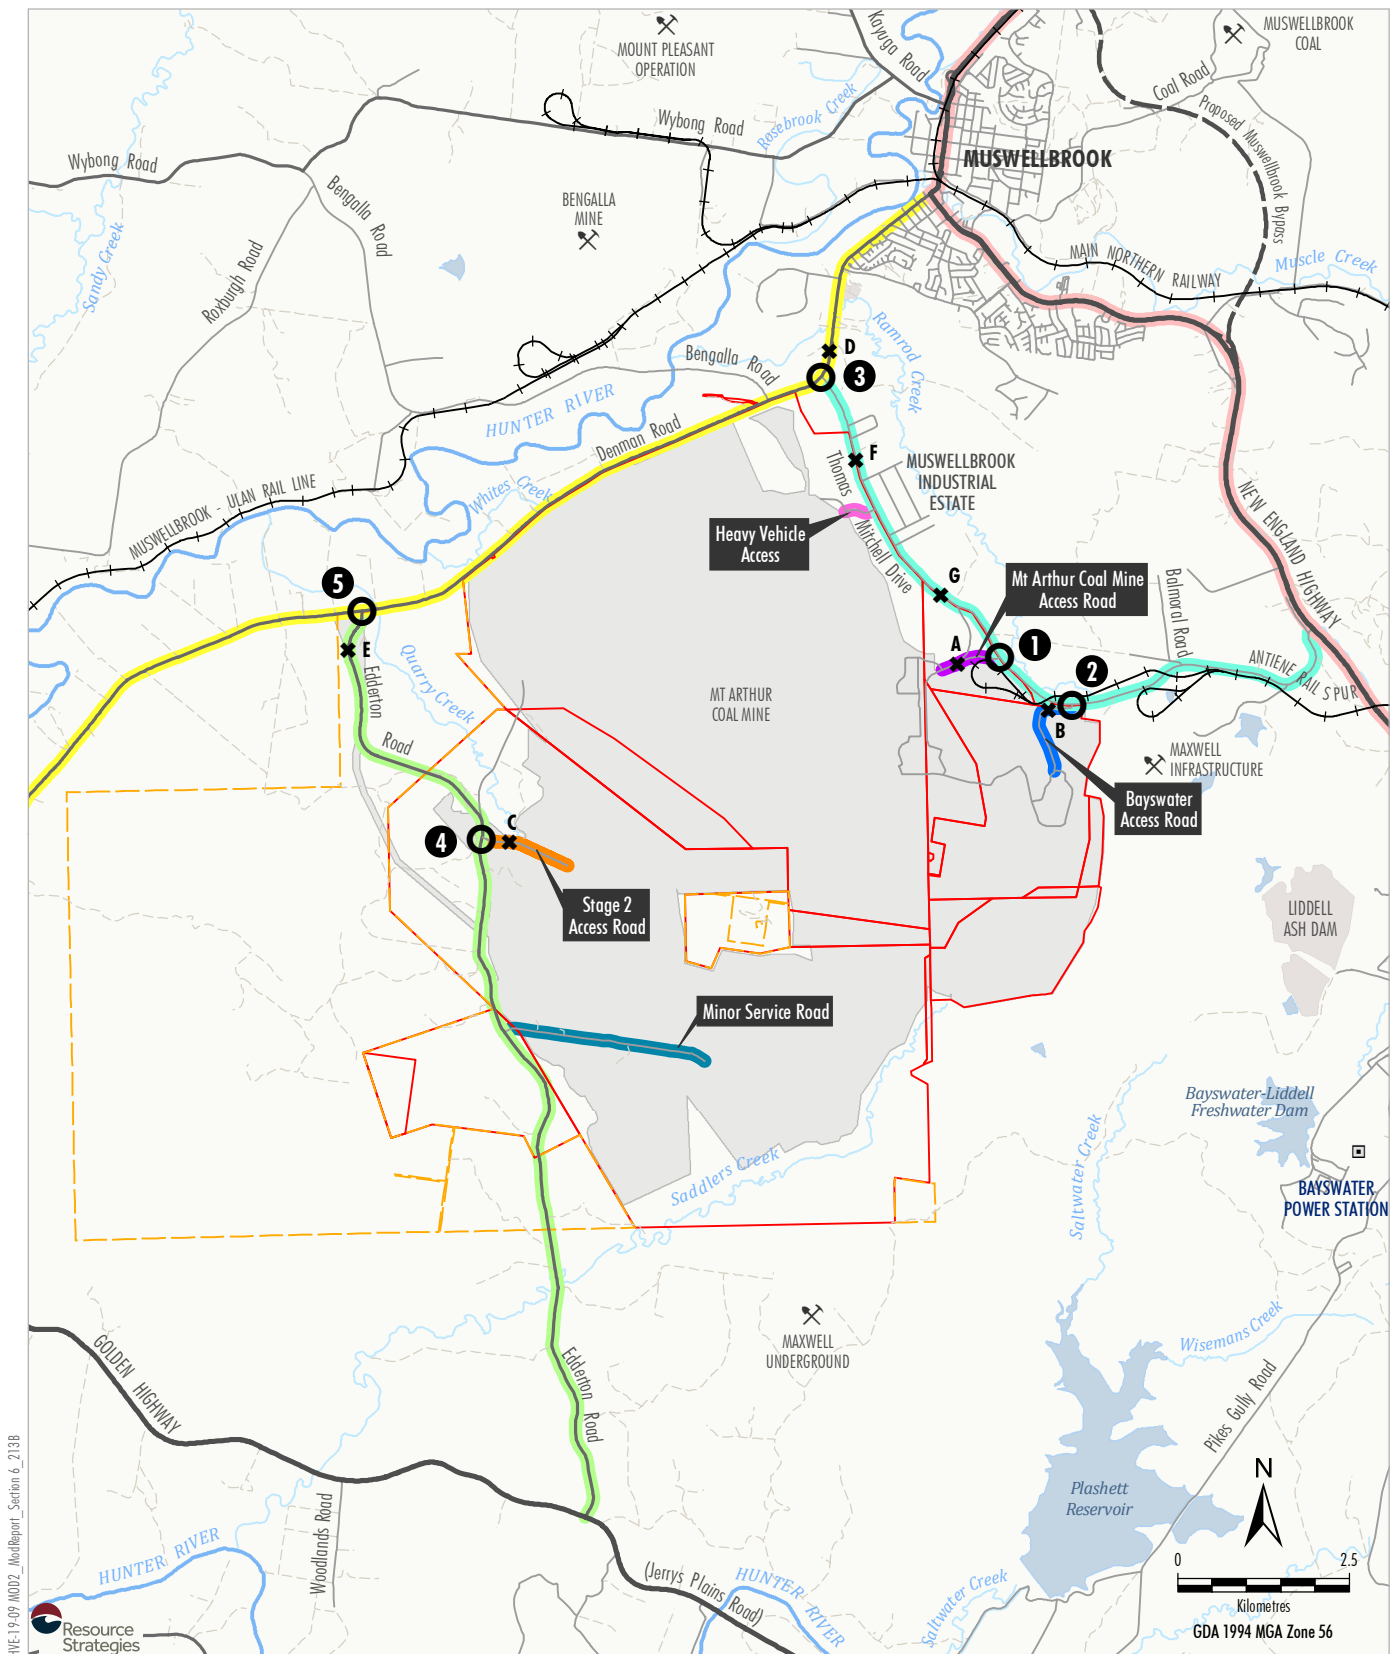 MOUNT PLEASANT
OPERATION
Kayuga Road
MUSWELLBROOK
COAL
Coal Road
Proposed Muswellbrook Bypass
Wybong Road
Wybong Road
Rosebrook Creek
MUSWELLBROOK
Sandy Creek
Roxburgh Road
Bengalla Road
BENGALLA
MINE
MAIN NORTHERN RAILWAY
Muscle Creek
Ramrod Creek
D
3
Bengalla Road
HUNTER RIVER
Denman Road
F
Thomas Mitchell Drive
MUSWELLBROOK
INDUSTRIAL
ESTATE
MUSWELLBROOK - ULAN RAIL LINE
Whites Creek
Heavy Vehicle
Access
NEW ENGLAND HIGHWAY
G
Mt Arthur Coal Mine
Access Road
Balmoral Road
5
E
Edderton
Road
Quarry Creek
A
1
2
ANTIENE RAIL SPUR
MT ARTHUR
COAL MINE
B
MAXWELL
INFRASTRUCTURE
Bayswater
Access Road
4
C
Stage 2
Access Road
LIDDELL
ASH DAM
Minor Service Road
Bayswater-Liddell
Freshwater Dam
Saddlers Creek
Saltwater Creek
BAYSWATER
POWER STATION
MAXWELL
UNDERGROUND
Wisemans Creek
GOLDEN HIGHWAY
Edderton Road
Pikes Gully Road
Plashett
Reservoir
N
0 2.5
Kilometres
GDA 1994 MGA Zone 56
Woodlands Road
HUNTER RIVER
(Jerrys Plains Road)
HUNTER RIVER
Saltwater Creek
HVE-19-09 MOD2_ModReport_Section 6_213B
Resource
Strategies